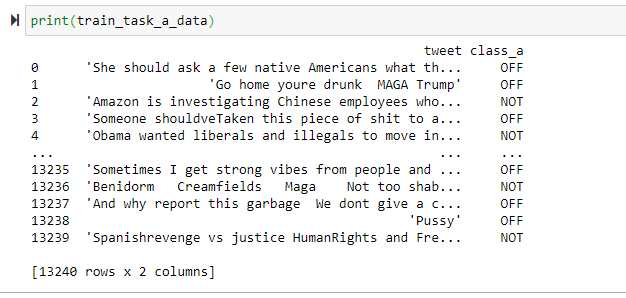 print(train_task_a_data)
tweet class_a
0 'She should ask a few native Americans what th... OFF
1 'Go home youre drunk MAGA Trump' OFF
2 'Amazon is investigating Chinese employees who... NOT
3 'Someone shouldveTaken this piece of shit to a... OFF
4 'Obama wanted liberals and illegals to move in... NOT
... ... ...
13235 'Sometimes I get strong vibes from people and ... OFF
13236 'Benidorm Creamfields Maga Not too shab... NOT
13237 'And why report this garbage We dont give a c... OFF
13238 'Pussy' OFF
13239 'Spanishrevenge vs justice HumanRights and Fre... NOT
[13240 rows x 2 columns]